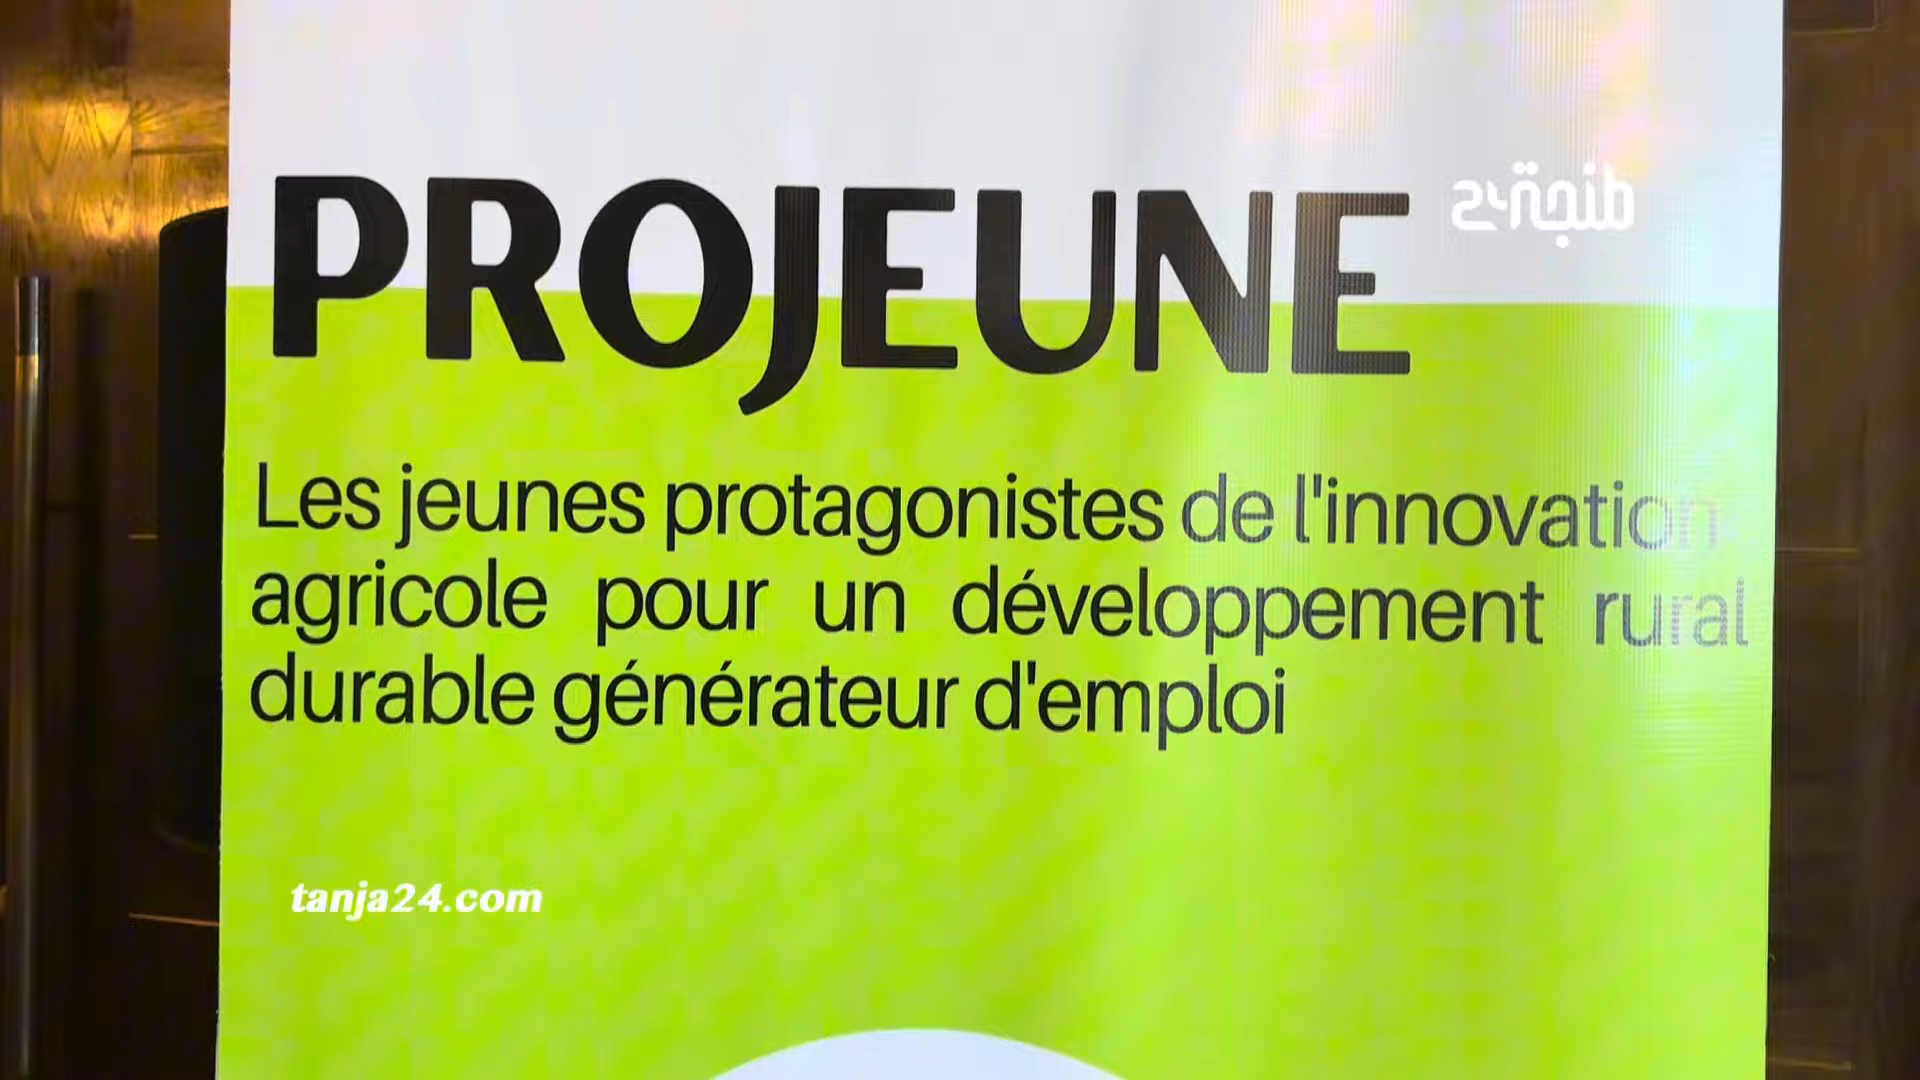 PROJEUNE
طنجة24
Les jeunes protagonistes de l'innovation
agricole pour un développement rural
durable générateur d'emploi
tanja24.com